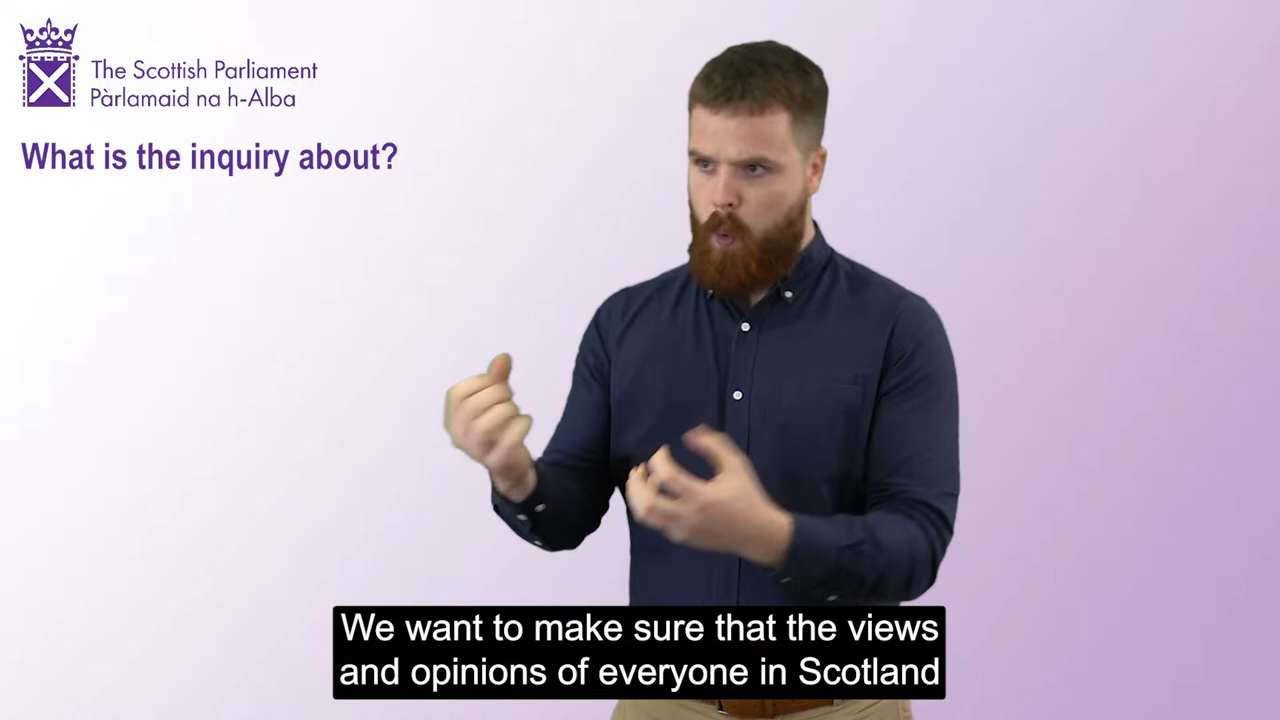 The Scottish Parliament
Pàrlamaid na h-Alba
What is the inquiry about?
We want to make sure that the views
and opinions of everyone in Scotland